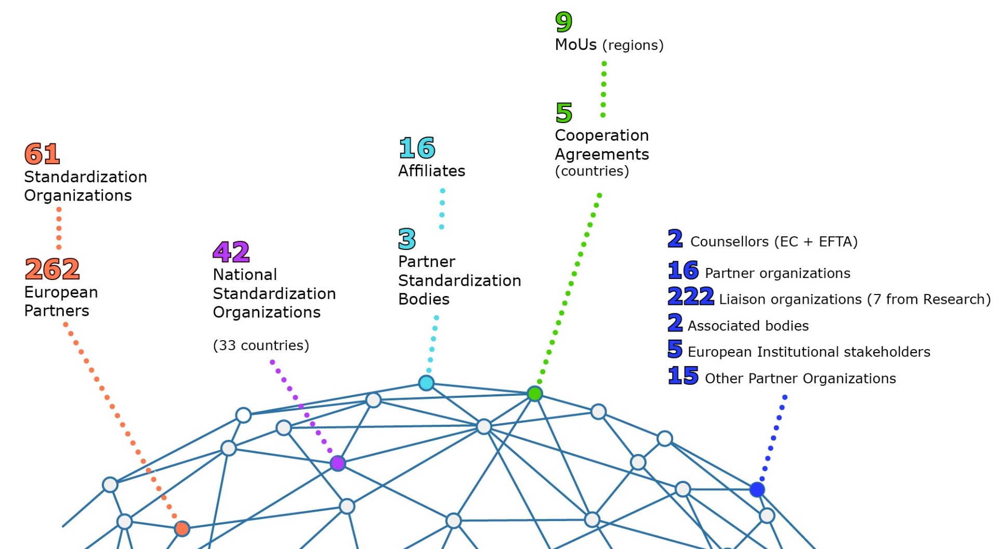 9
MoUs (regions)
5
Cooperation
Agreements
(countries)
61
Standardization
Organizations
262
European
Partners
42
National
Standardization
Organizations
(33 countries)
16
Affiliates
3
Partner
Standardization
Bodies
2 Counsellors (EC + EFTA)
16 Partner organizations
222 Liaison organizations (7 from Research)
2 Associated bodies
5 European Institutional stakeholders
15 Other Partner Organizations